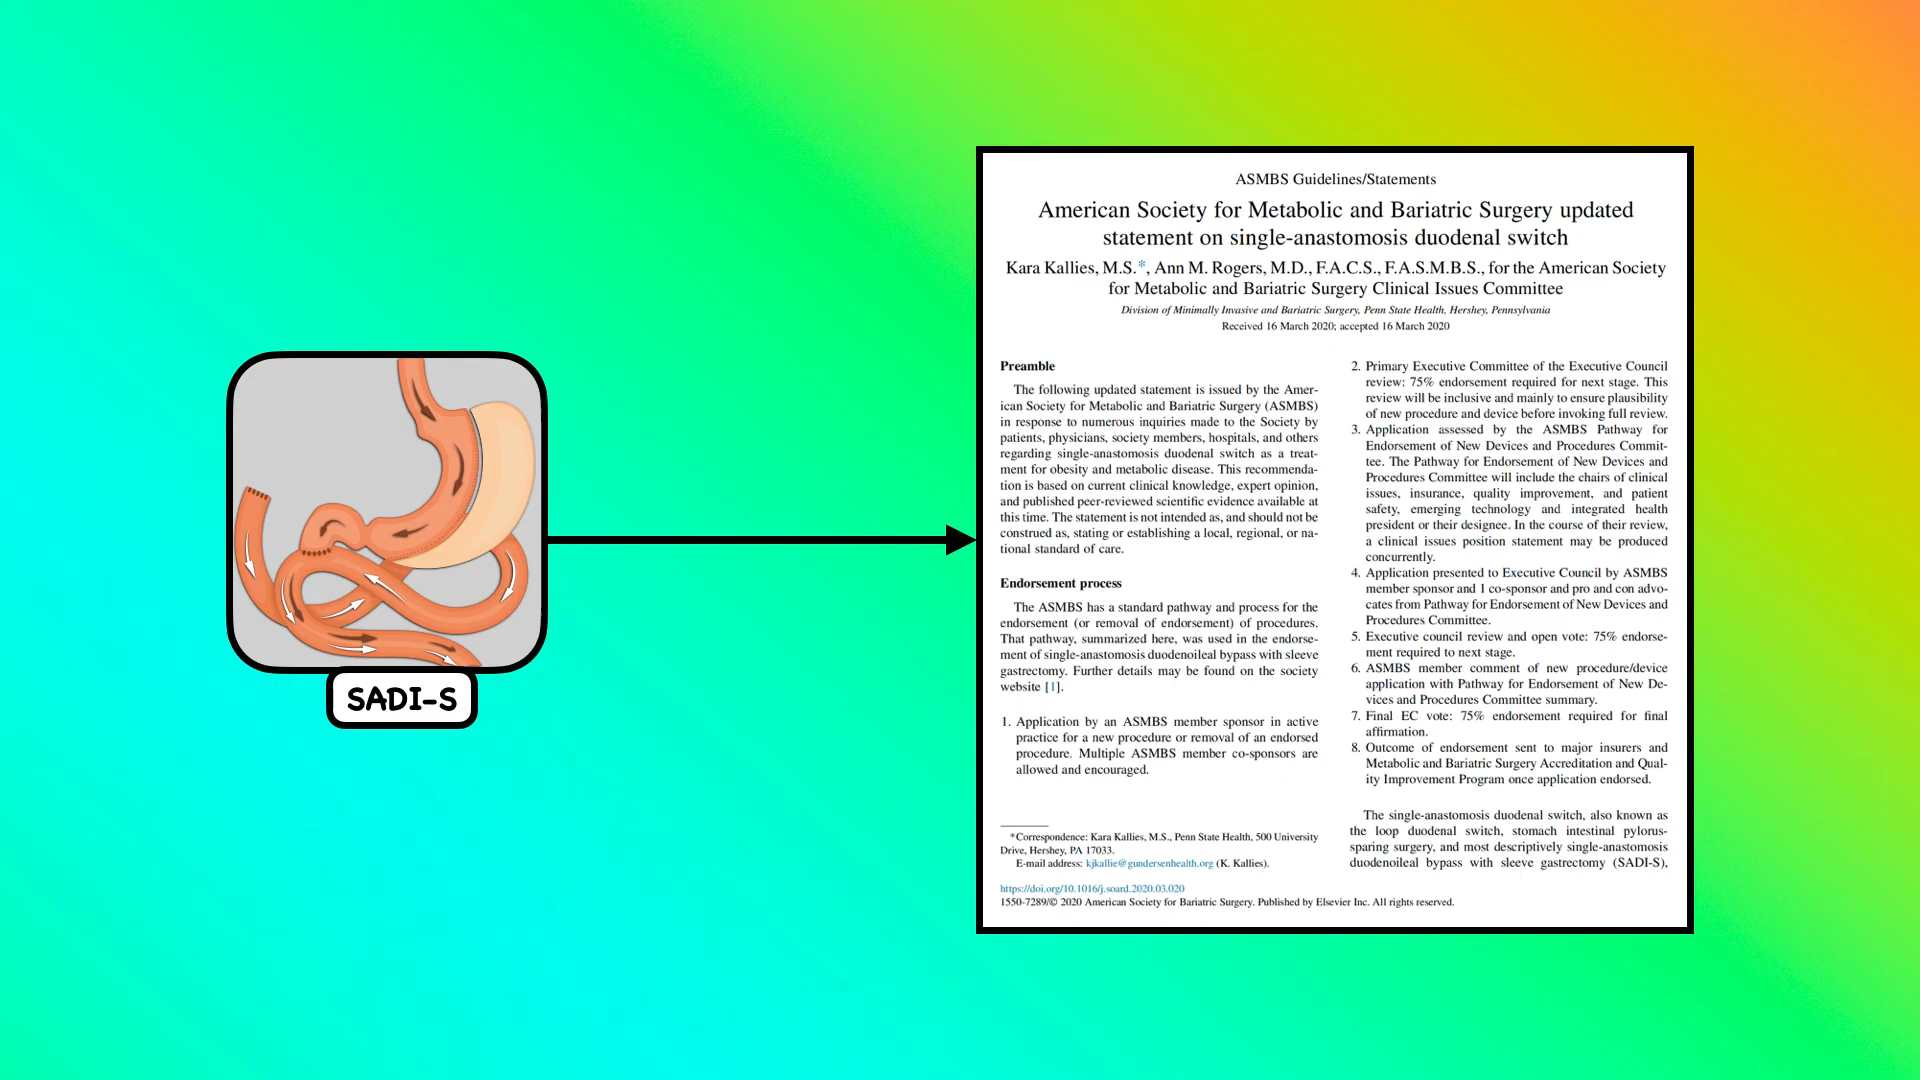 SADI-S
ASMBS Guidelines/Statements
American Society for Metabolic and Bariatric Surgery updated
statement on single-anastomosis duodenal switch
Kara Kallies, M.S.*, Ann M. Rogers, M.D., F.A.C.S., F.A.S.M.B.S., for the American Society
for Metabolic and Bariatric Surgery Clinical Issues Committee
Division of Minimally Invasive and Bariatric Surgery, Penn State Health, Hershey, Pennsylvania
Received 16 March 2020; accepted 16 March 2020
Preamble
The following updated statement is issued by the Amer-
ican Society for Metabolic and Bariatric Surgery (ASMBS)
in response to numerous inquiries made to the Society by
patients, physicians, society members, hospitals, and others
regarding single-anastomosis duodenal switch as a treat-
ment for obesity and metabolic disease. This recommenda-
tion is based on current clinical knowledge, expert opinion,
and published peer-reviewed scientific evidence available at
this time. The statement is not intended as, and should not be
construed as, stating or establishing a local, regional, or na-
tional standard of care.
Endorsement process
The ASMBS has a standard pathway and process for the
endorsement (or removal of endorsement) of procedures.
That pathway, summarized here, was used in the endorse-
ment of single-anastomosis duodenoileal bypass with sleeve
gastrectomy. Further details may be found on the society
website [1].
1. Application by an ASMBS member sponsor in active
practice for a new procedure or removal of an endorsed
procedure. Multiple ASMBS member co-sponsors are
allowed and encouraged.
*Correspondence: Kara Kallies, M.S., Penn State Health, 500 University
Drive, Hershey, PA 17033.
E-mail address: kjkallie@gundersenhealth.org (K. Kallies).
2. Primary Executive Committee of the Executive Council
review: 75% endorsement required for next stage. This
review will be inclusive and mainly to ensure plausibility
of new procedure and device before invoking full review.
3. Application assessed by the ASMBS Pathway for
Endorsement of New Devices and Procedures Commit-
tee. The Pathway for Endorsement of New Devices and
Procedures Committee will include the chairs of clinical
issues, insurance, quality improvement, and patient
safety, emerging technology and integrated health
president or their designee. In the course of their review,
a clinical issues position statement may be produced
concurrently.
4. Application presented to Executive Council by ASMBS
member sponsor and 1 co-sponsor and pro and con advo-
cates from Pathway for Endorsement of New Devices and
Procedures Committee.
5. Executive council review and open vote: 75% endorse-
ment required to next stage.
6. ASMBS member comment of new procedure/device
application with Pathway for Endorsement of New De-
vices and Procedures Committee summary.
7. Final EC vote: 75% endorsement required for final
affirmation.
8. Outcome of endorsement sent to major insurers and
Metabolic and Bariatric Surgery Accreditation and Qual-
ity Improvement Program once application endorsed.
The single-anastomosis duodenal switch, also known as
the loop duodenal switch, stomach intestinal pylorus-
sparing surgery, and most descriptively single-anastomosis
duodenoileal bypass with sleeve gastrectomy (SADI-S),
https://doi.org/10.1016/j.soard.2020.03.020
1550-7289/© 2020 American Society for Bariatric Surgery. Published by Elsevier Inc. All rights reserved.